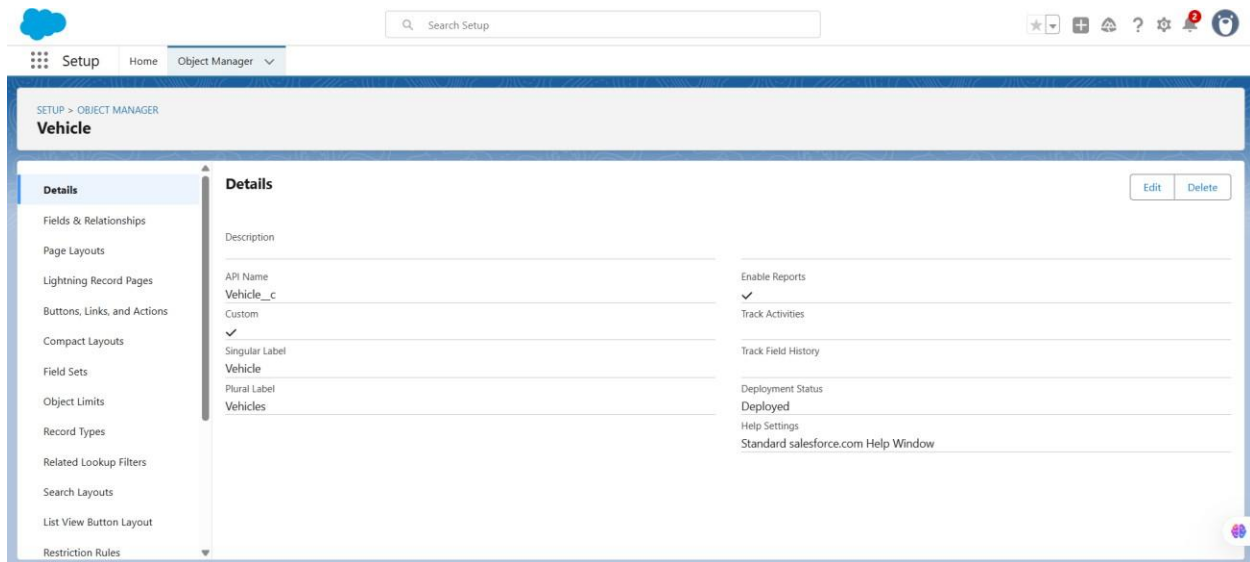 Search Setup
2
Setup
Home
Object Manager
SETUP > OBJECT MANAGER
Vehicle
Details
Fields & Relationships
Page Layouts
Lightning Record Pages
Buttons, Links, and Actions
Compact Layouts
Field Sets
Object Limits
Record Types
Related Lookup Filters
Search Layouts
List View Button Layout
Restriction Rules
Details
Edit
Delete
Description
API Name
Vehicle__c
Custom
Singular Label
Vehicle
Plural Label
Vehicles
Enable Reports
Track Activities
Track Field History
Deployment Status
Deployed
Help Settings
Standard salesforce.com Help Window